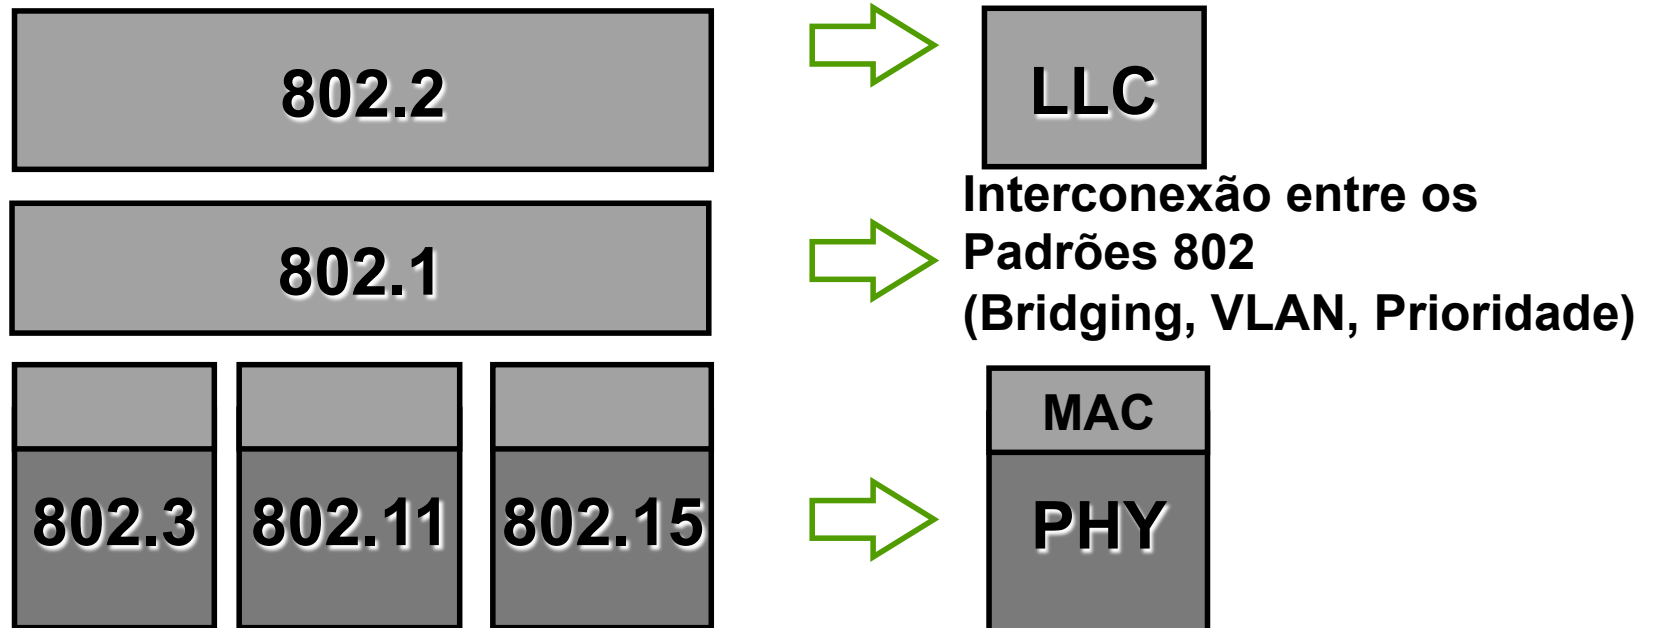 802.2
LLC
802.1
Interconexão entre os
Padrões 802
(Bridging, VLAN, Prioridade)
802.3
802.11
802.15
MAC
PHY